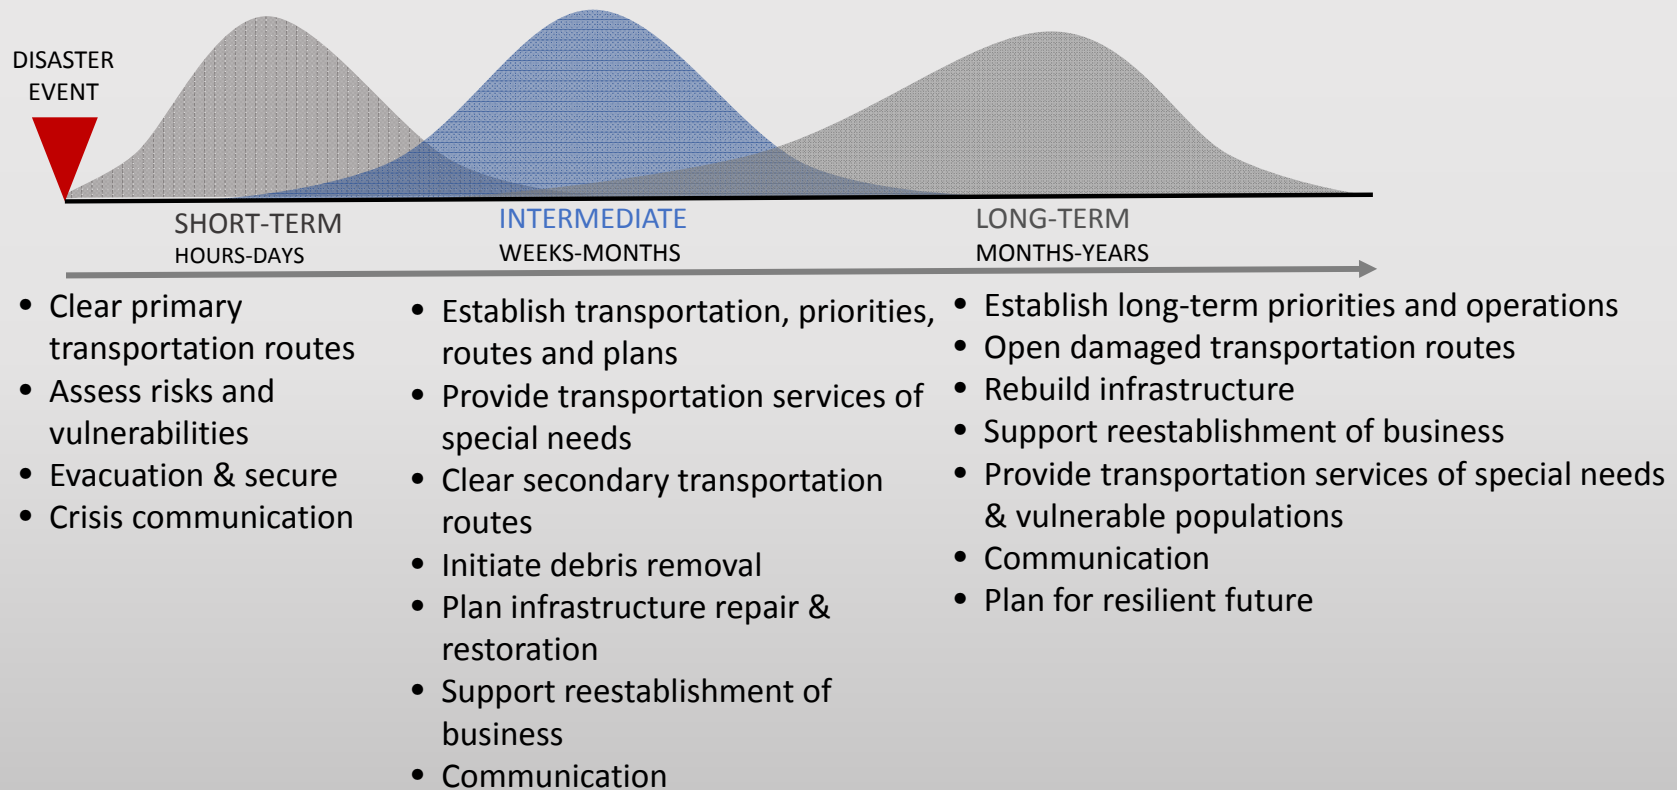 DISASTER
EVENT
SHORT-TERM
HOURS-DAYS
INTERMEDIATE
WEEKS-MONTHS
LONG-TERM
MONTHS-YEARS
• Clear primary
transportation routes
• Assess risks and
vulnerabilities
• Evacuation & secure
• Crisis communication
• Establish transportation, priorities,
routes and plans
• Provide transportation services of
special needs
• Clear secondary transportation
routes
• Initiate debris removal
• Plan infrastructure repair &
restoration
• Support reestablishment of
business
• Communication
• Establish long-term priorities and operations
• Open damaged transportation routes
• Rebuild infrastructure
• Support reestablishment of business
• Provide transportation services of special needs
& vulnerable populations
• Communication
• Plan for resilient future